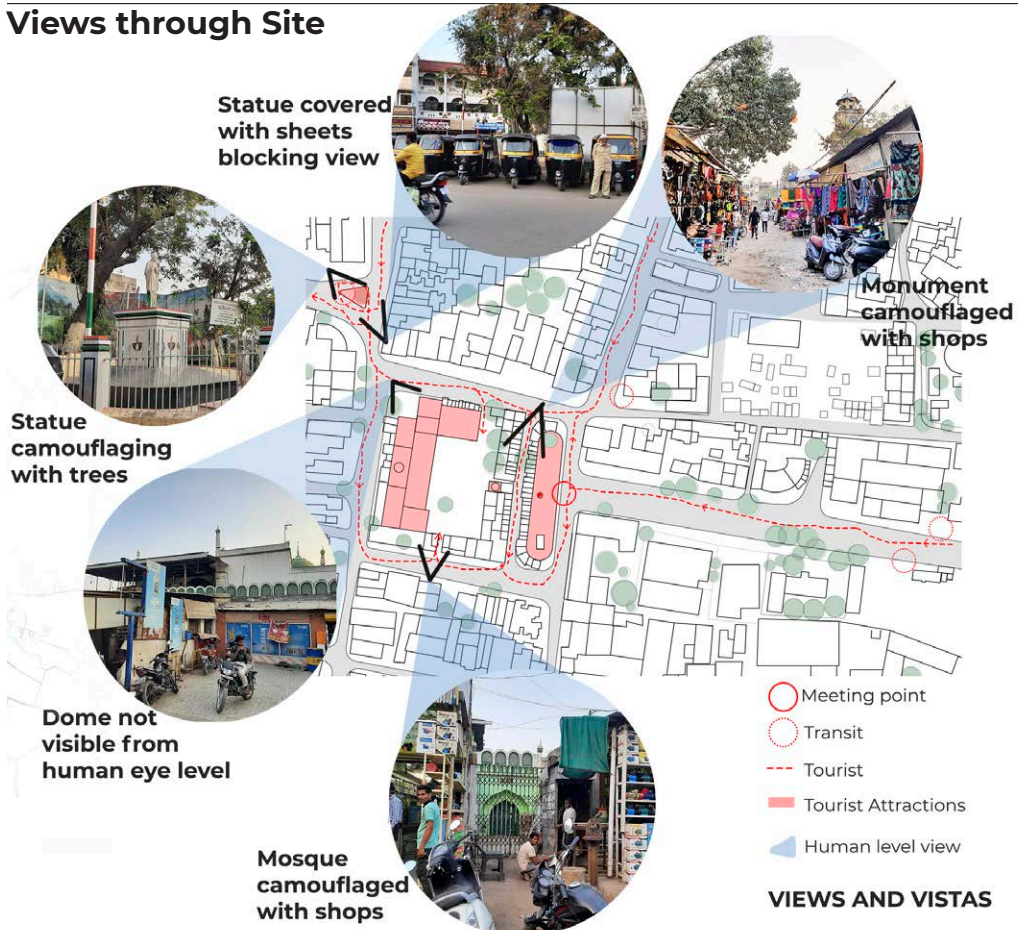 Views through Site
Statue covered
with sheets
blocking view
Monument
camouflaged
with shops
Statue
camouflaging
with trees
Dome not
visible from
human eye level
Mosque
camouflaged
with shops
Meeting point
Transit
Tourist
Tourist Attractions
Human level view
VIEWS AND VISTAS